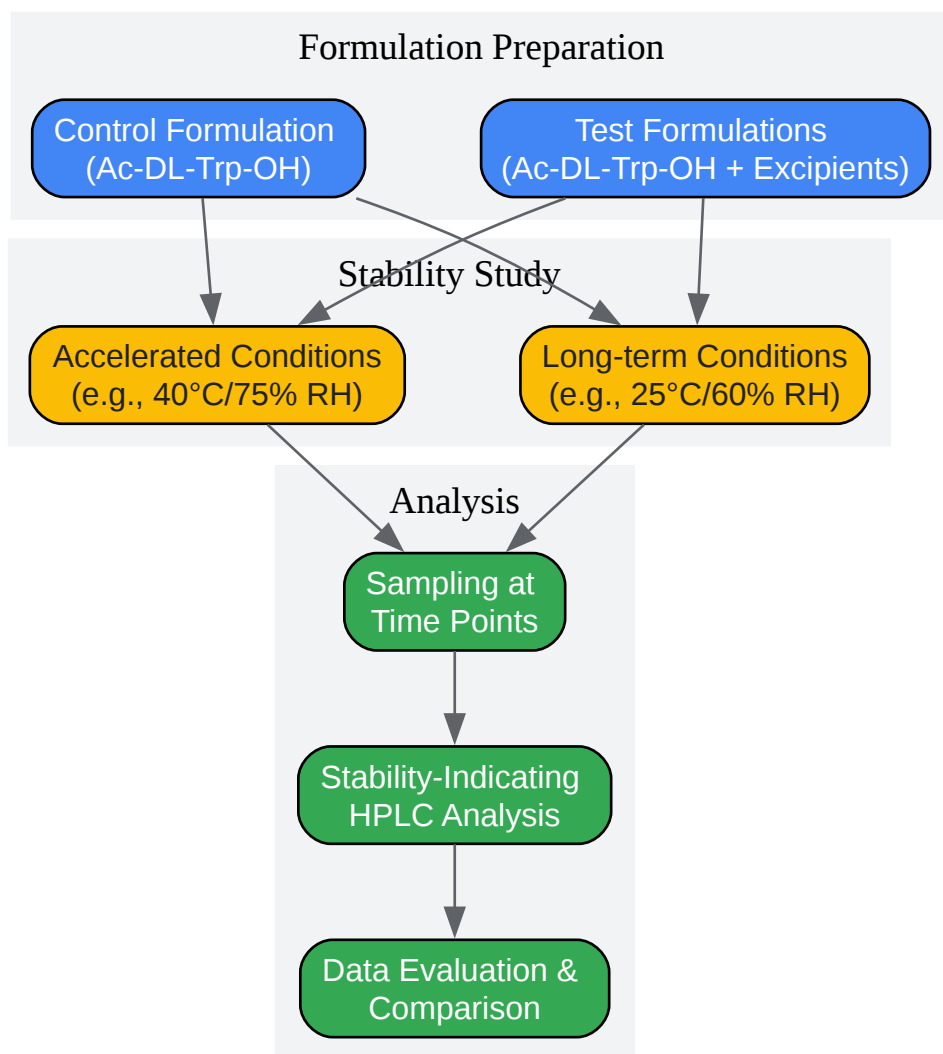 Formulation Preparation
Control Formulation
(Ac-DL-Trp-OH)
Test Formulations
(Ac-DL-Trp-OH + Excipients)
Stability Study
Accelerated Conditions
(e.g., 40°C/75% RH)
Long-term Conditions
(e.g., 25°C/60% RH)
Analysis
Sampling at
Time Points
Stability-Indicating
HPLC Analysis
Data Evaluation &
Comparison